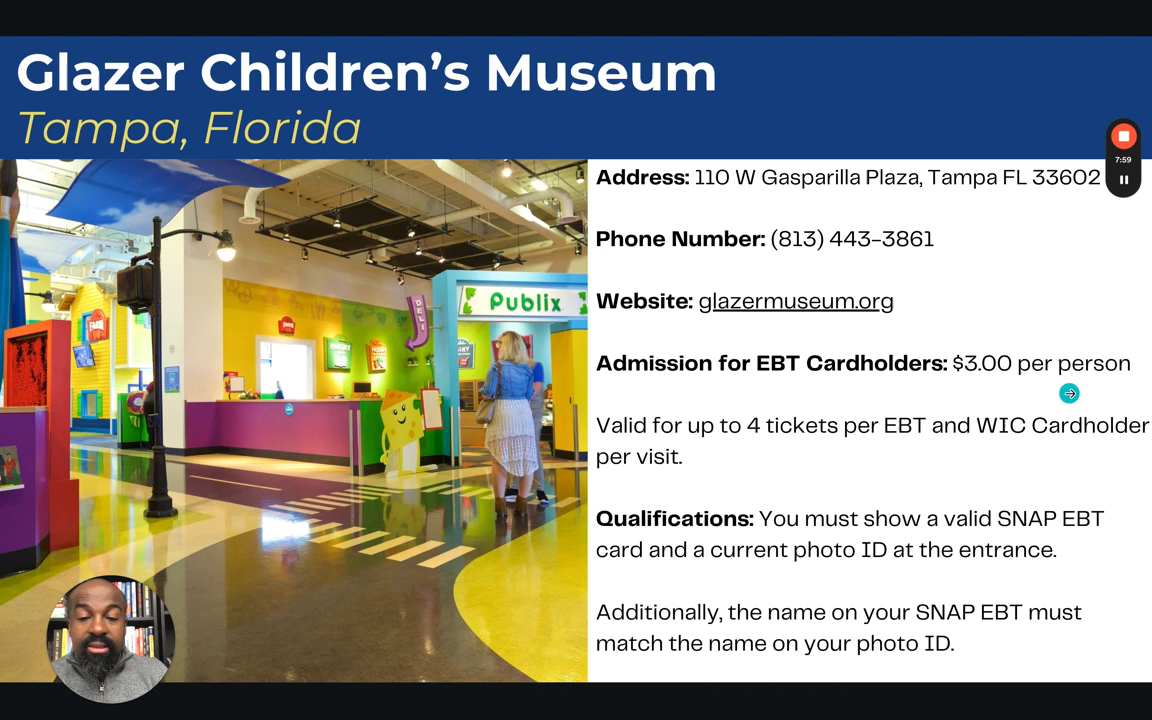 Glazer Children's Museum
Tampa, Florida
7:59
Address: 110 W Gasparilla Plaza, Tampa FL 33602
Phone Number: (813) 443-3861
Website: glazermuseum.org
Admission for EBT Cardholders: $3.00 per person
Valid for up to 4 tickets per EBT and WIC Cardholder
per visit.
Qualifications: You must show a valid SNAP EBT
card and a current photo ID at the entrance.
Additionally, the name on your SNAP EBT must
match the name on your photo ID.
DELI
Publix
FARM